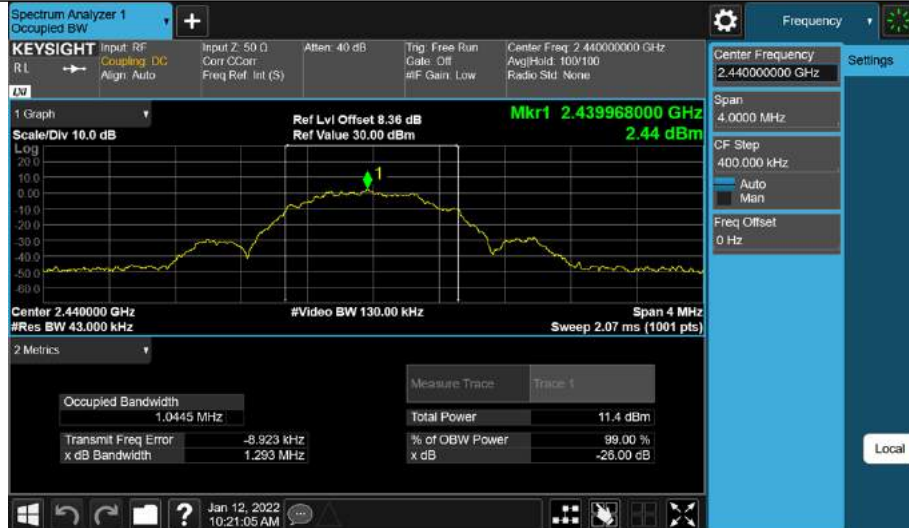 Spectrum Analyzer 1
Occupied BW
+
Frequency
KEYSIGHT
RL
LXI
Input: RF
Coupling: DC
Align: Auto
Input Z: 50 Ω
Corr CCorr
Freq Ref: Int (S)
Atten: 40 dB
Trig: Free Run
Gate: Off
#IF Gain: Low
Center Freq: 2.440000000 GHz
Avg|Hold: 100/100
Radio Std: None
Center Frequency
2.440000000 GHz
Settings
Span
4.0000 MHz
CF Step
400.000 kHz
Auto
Man
Freq Offset
0 Hz
Local
1 Graph
Scale/Div 10.0 dB
Ref Lvl Offset 8.36 dB
Ref Value 30.00 dBm
Mkr1 2.439968000 GHz
2.44 dBm
Log
20.0
10.0
0.00
-10.0
-20.0
-30.0
-40.0
-50.0
-60.0
1
Center 2.440000 GHz
#Res BW 43.000 kHz
#Video BW 130.00 kHz
Span 4 MHz
Sweep 2.07 ms (1001 pts)
2 Metrics
Measure Trace Trace 1
Occupied Bandwidth
1.0445 MHz
Total Power 11.4 dBm
Transmit Freq Error -8.923 kHz
% of OBW Power 99.00 %
x dB Bandwidth 1.293 MHz
x dB -26.00 dB
?
Jan 12, 2022
10:21:05 AM